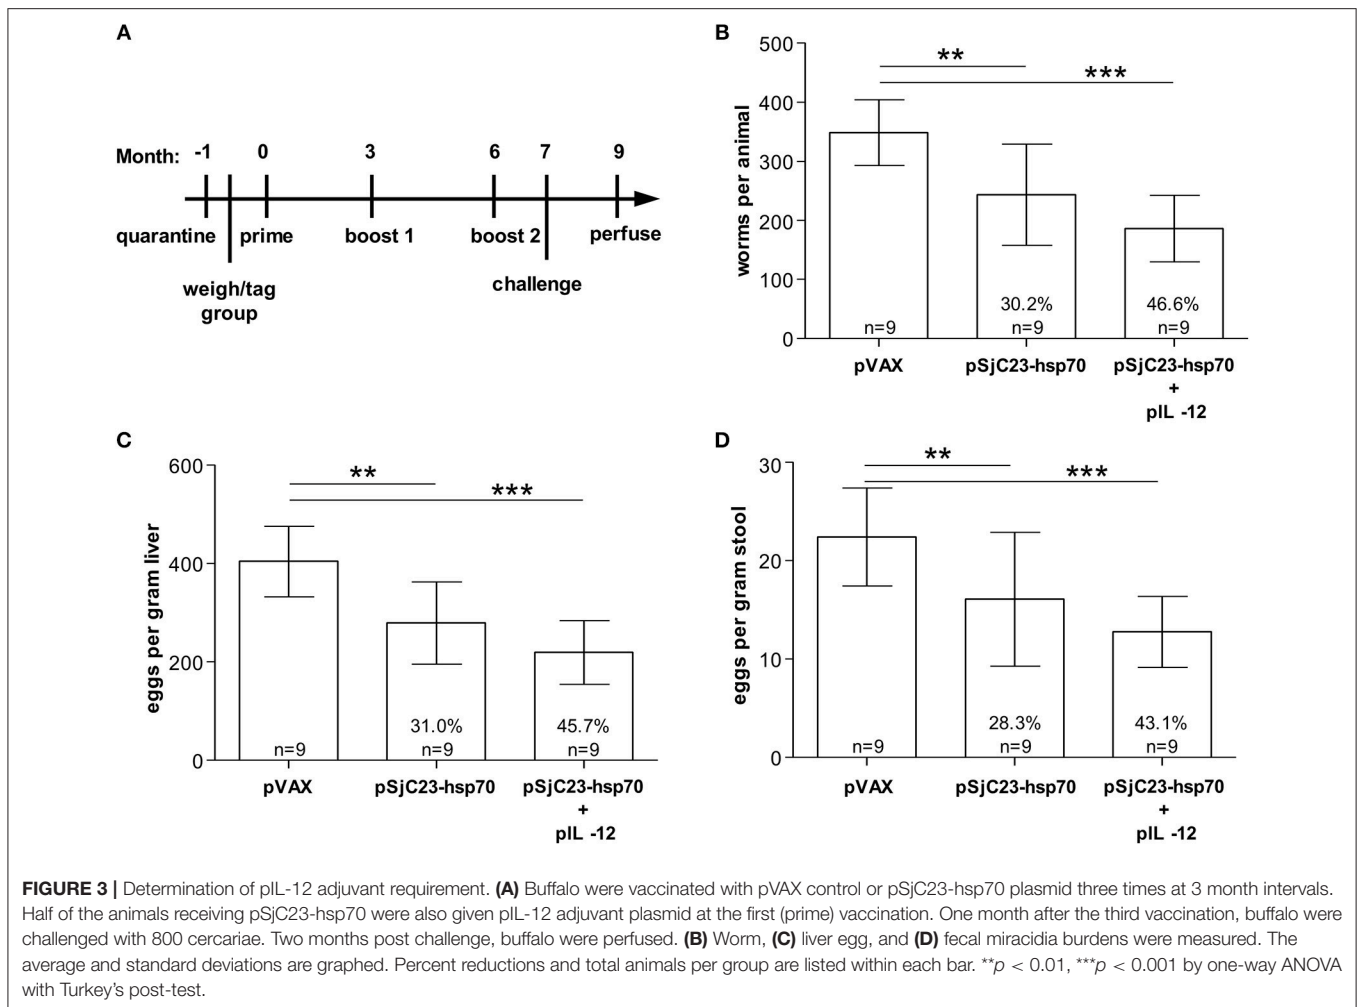 A
Month: -1 0 3 6 7 9
quarantine prime boost 1 boost 2 perfuse
weigh/tag challenge
group
B
500
400
300
200
100
0
worms per animal
** 
***
30.2% 46.6%
n=9 n=9 n=9
pVAX pSjC23-hsp70 pSjC23-hsp70
+
pIL -12
C
600
400
200
0
eggs per gram liver
**
***
31.0% 45.7%
n=9 n=9 n=9
pVAX pSjC23-hsp70 pSjC23-hsp70
+
pIL -12
D
30
20
10
0
eggs per gram stool
**
***
28.3% 43.1%
n=9 n=9 n=9
pVAX pSjC23-hsp70 pSjC23-hsp70
+
pIL -12
FIGURE 3 | Determination of pIL-12 adjuvant requirement. (A) Buffalo were vaccinated with pVAX control or pSjC23-hsp70 plasmid three times at 3 month intervals.
Half of the animals receiving pSjC23-hsp70 were also given pIL-12 adjuvant plasmid at the first (prime) vaccination. One month after the third vaccination, buffalo were
challenged with 800 cercariae. Two months post challenge, buffalo were perfused. (B) Worm, (C) liver egg, and (D) fecal miracidia burdens were measured. The
average and standard deviations are graphed. Percent reductions and total animals per group are listed within each bar. **p < 0.01, ***p < 0.001 by one-way ANOVA
with Turkey's post-test.